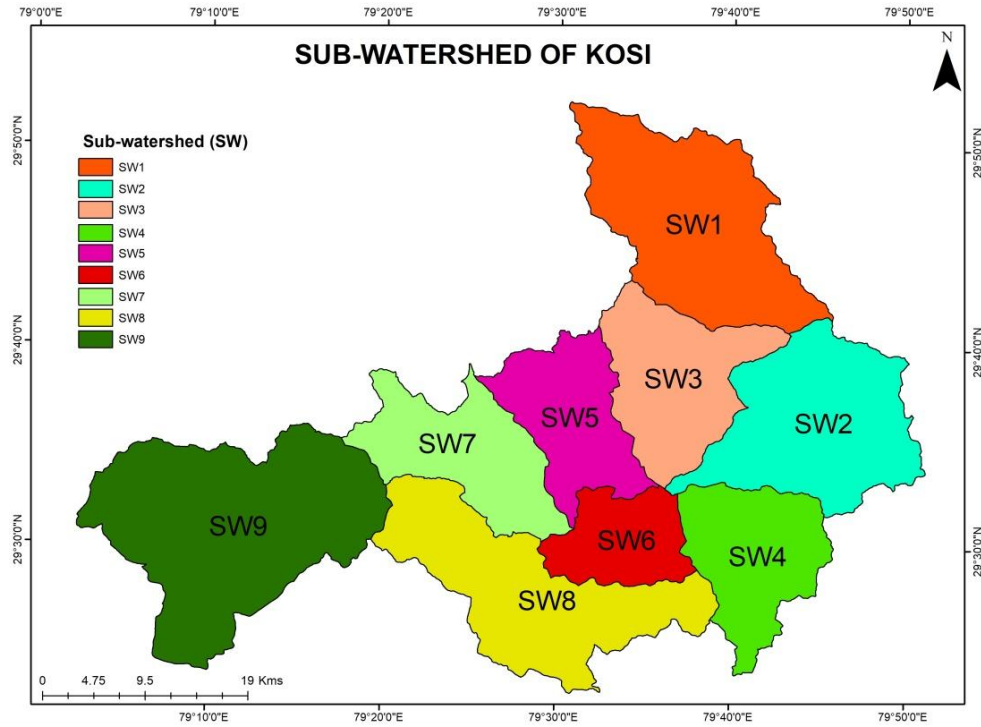 79°0'0"E 79°10'0"E 79°20'0"E 79°30'0"E 79°40'0"E 79°50'0"E
SUB-WATERSHED OF KOSI
N
Sub-watershed (SW)
SW1
SW2
SW3
SW4
SW5
SW6
SW7
SW8
SW9
29°50'0"N
29°50'0"N
SW1
29°40'0"N
29°40'0"N
SW3
SW5
SW2
SW7
SW9
29°30'0"N
29°30'0"N
SW6
SW4
SW8
0 4.75 9.5 19 Kms
79°10'0"E 79°20'0"E 79°30'0"E 79°40'0"E 79°50'0"E